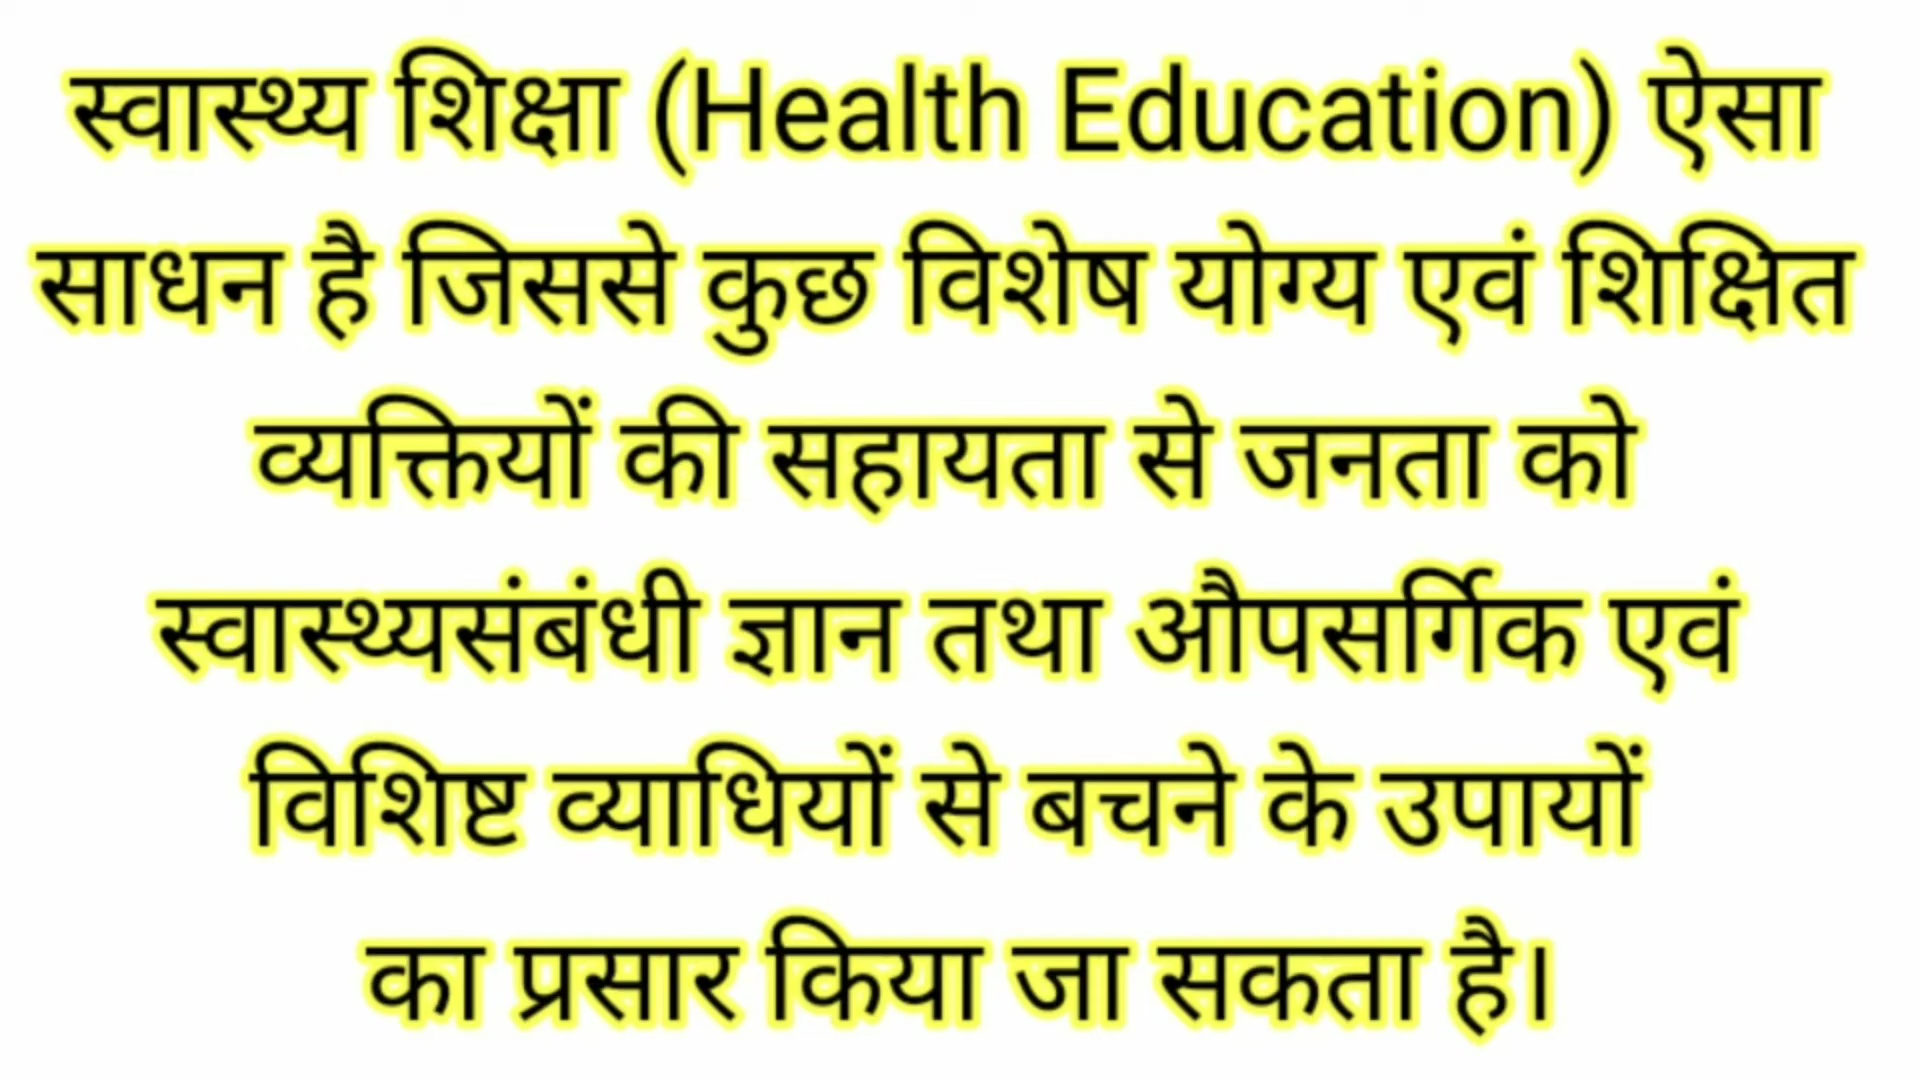 स्वास्थ्य शिक्षा (Health Education) ऐसा
साधन है जिससे कुछ विशेष योग्य एवं शिक्षित
व्यक्तियों की सहायता से जनता को
स्वास्थ्यसंबंधी ज्ञान तथा औपसर्गिक एवं
विशिष्ट व्याधियों से बचने के उपायों
का प्रसार किया जा सकता है।